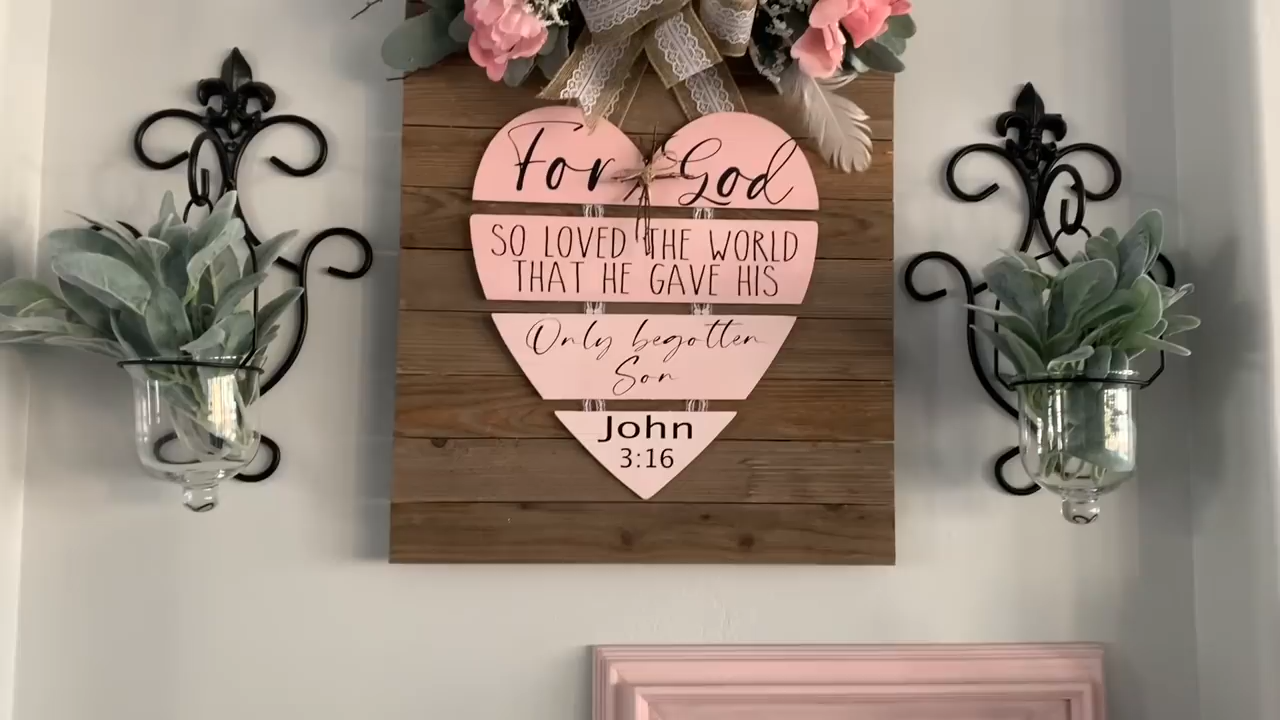 For God
SO LOVED THE WORLD
THAT HE GAVE HIS
Only begotten
Son
John
3:16